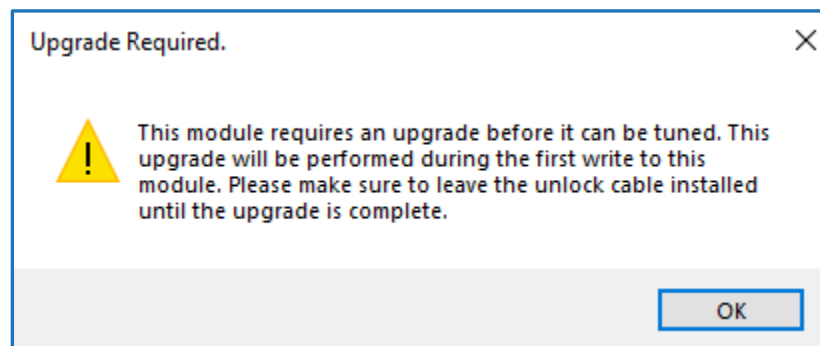 Upgrade Required.
This module requires an upgrade before it can be tuned. This
upgrade will be performed during the first write to this
module. Please make sure to leave the unlock cable installed
until the upgrade is complete.
OK